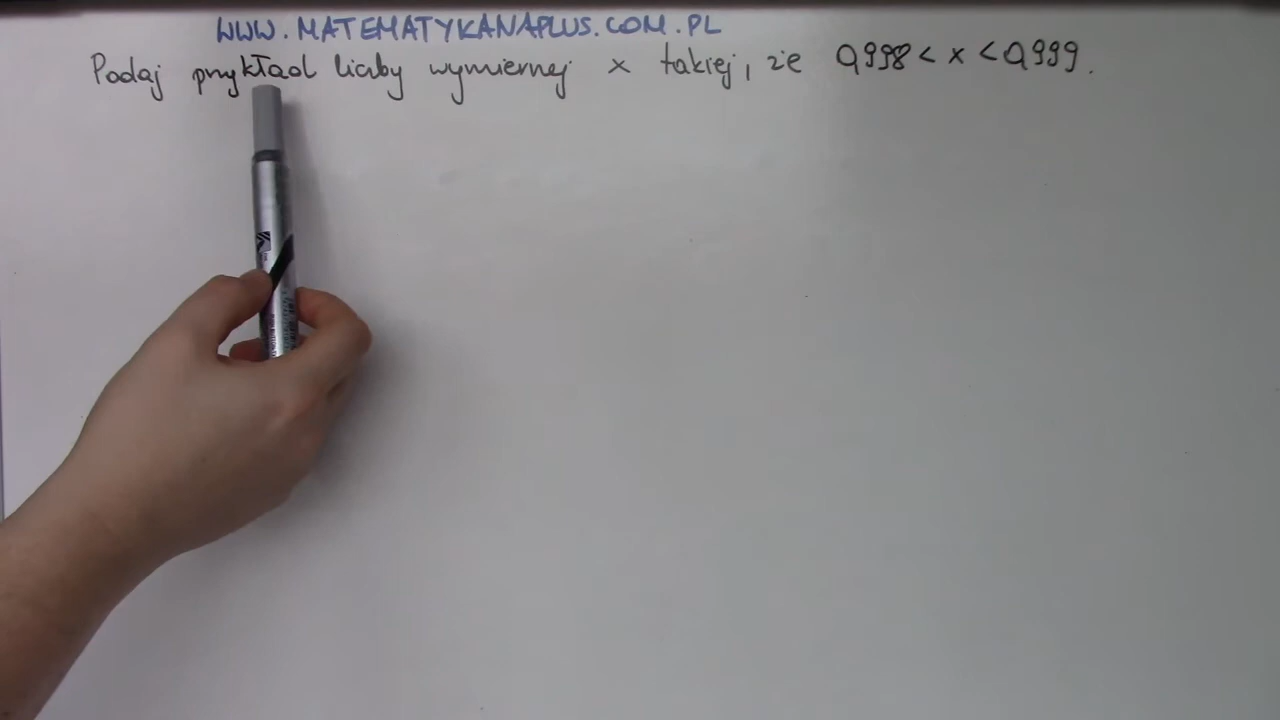 WWW.MATEMATYKANAPLUS.COM.PL
Podaj przykład liczby wymiernej x takiej, że 0,998 < x < 0,999.